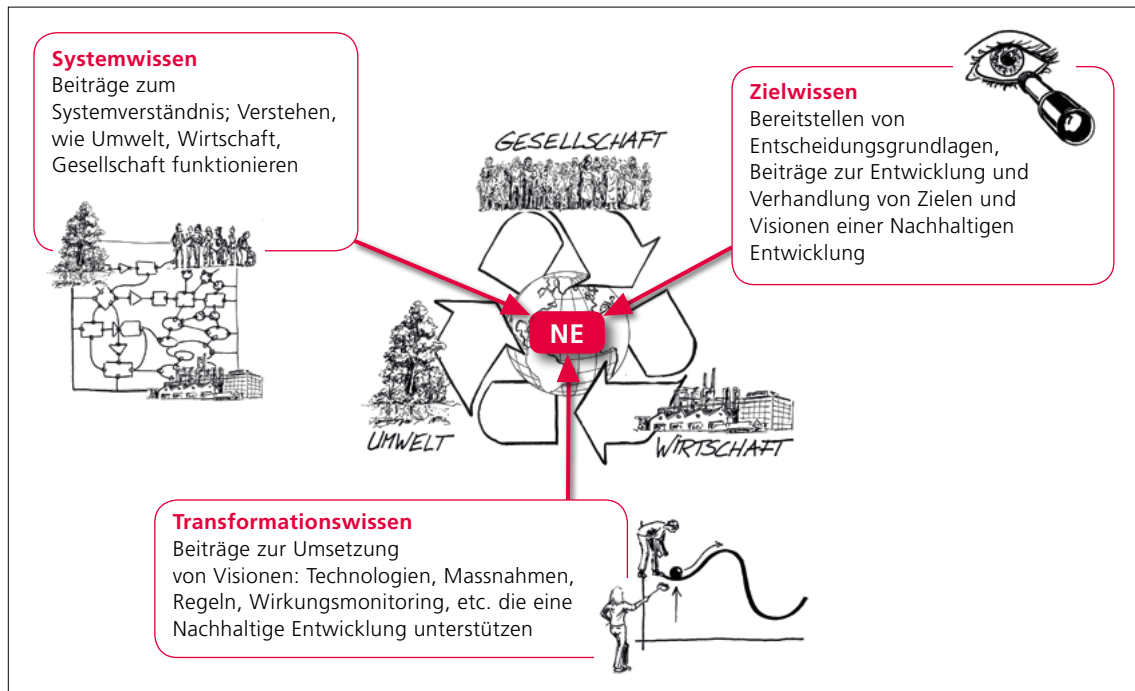 Systemwissen
Beiträge zum
Systemverständnis; Verstehen,
wie Umwelt, Wirtschaft,
Gesellschaft funktionieren
Zielwissen
Bereitstellen von
Entscheidungsgrundlagen,
Beiträge zur Entwicklung und
Verhandlung von Zielen und
Visionen einer Nachhaltigen
Entwicklung
GESELLSCHAFT
NE
UMWELT
WIRTSCHAFT
Transformationswissen
Beiträge zur Umsetzung
von Visionen: Technologien, Massnahmen,
Regeln, Wirkungsmonitoring, etc. die eine
Nachhaltige Entwicklung unterstützen